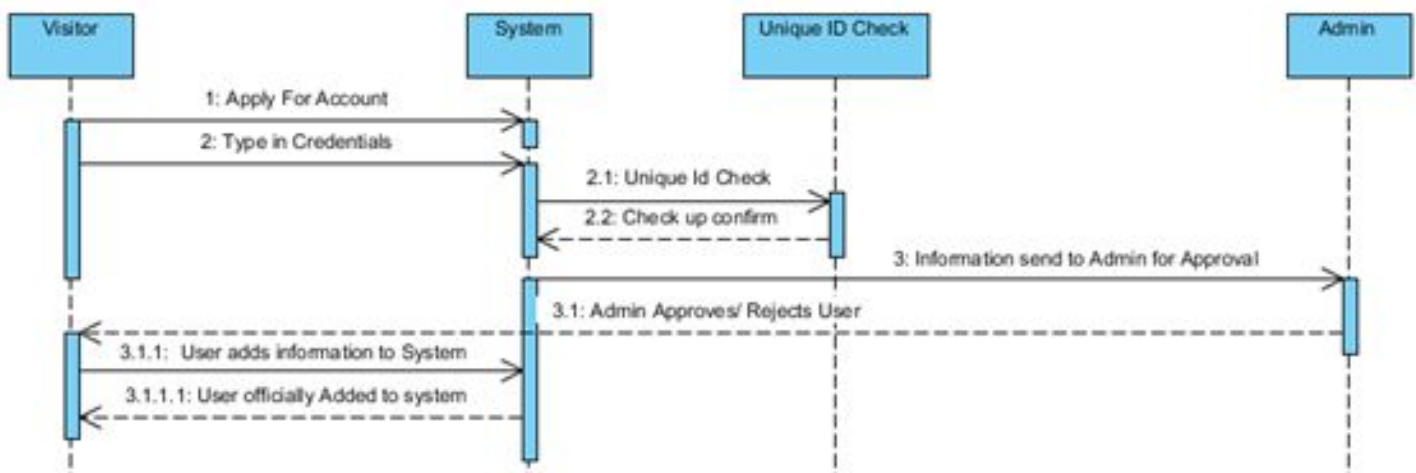 Visitor
System
Unique ID Check
Admin
1: Apply For Account
2: Type in Credentials
2.1: Unique Id Check
2.2: Check up confirm
3: Information send to Admin for Approval
3.1: Admin Approves/ Rejects User
3.1.1: User adds information to System
3.1.1.1: User officially Added to system